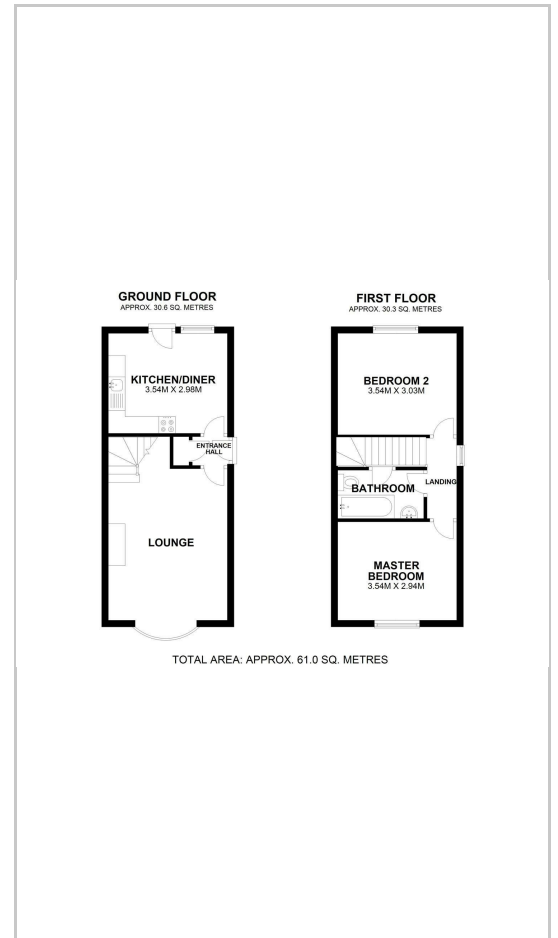 GROUND FLOOR
APPROX. 30.6 SQ. METRES
KITCHEN/DINER
3.54M X 2.98M
ENTRANCE
HALL
LOUNGE
FIRST FLOOR
APPROX. 30.3 SQ. METRES
BEDROOM 2
3.54M X 3.03M
BATHROOM
LANDING
MASTER
BEDROOM
3.54M X 2.94M
TOTAL AREA: APPROX. 61.0 SQ. METRES